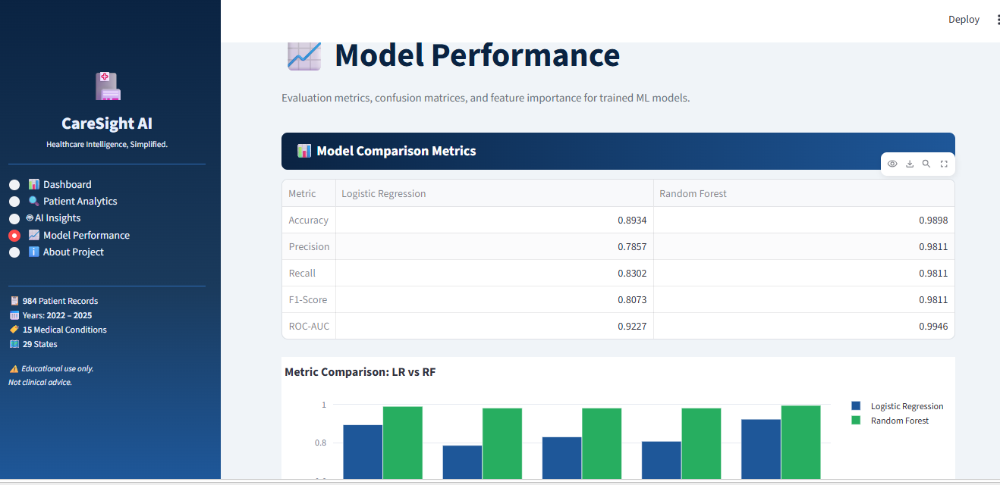 Deploy
CareSight AI
Healthcare Intelligence, Simplified.
Dashboard
Patient Analytics
AI Insights
Model Performance
About Project
984 Patient Records
Years: 2022 – 2025
15 Medical Conditions
29 States
Educational use only.
Not clinical advice.
Model Performance
Evaluation metrics, confusion matrices, and feature importance for trained ML models.
Model Comparison Metrics
Metric Logistic Regression Random Forest
Accuracy 0.8934 0.9898
Precision 0.7857 0.9811
Recall 0.8302 0.9811
F1-Score 0.8073 0.9811
ROC-AUC 0.9227 0.9946
Metric Comparison: LR vs RF
1
0.8
Logistic Regression
Random Forest